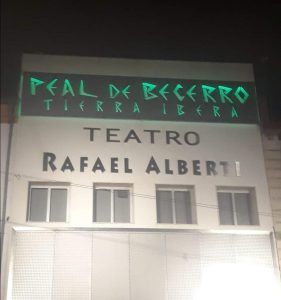 PEAL DE BECERRO
TIERRA IBERA
TEATRO
RAFAEL ALBERTI